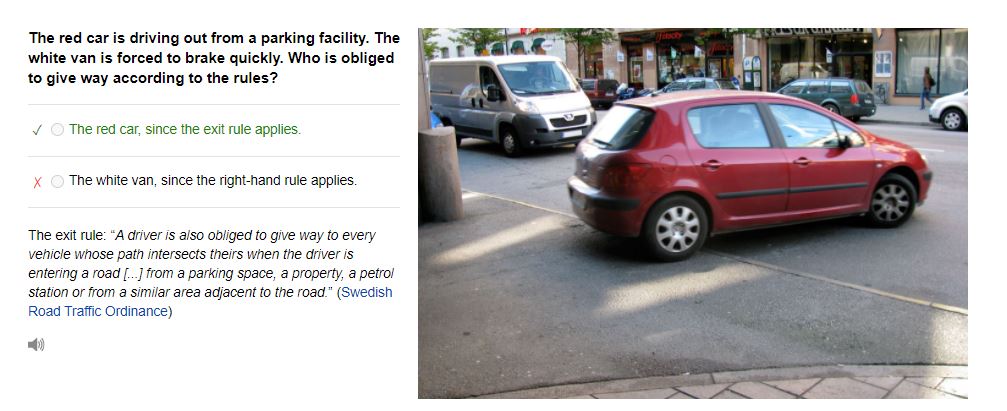 The red car is driving out from a parking facility. The
white van is forced to brake quickly. Who is obliged
to give way according to the rules?
✓ The red car, since the exit rule applies.
✗ The white van, since the right-hand rule applies.
The exit rule: “A driver is also obliged to give way to every
vehicle whose path intersects theirs when the driver is
entering a road [...] from a parking space, a property, a petrol
station or from a similar area adjacent to the road.” (Swedish
Road Traffic Ordinance)